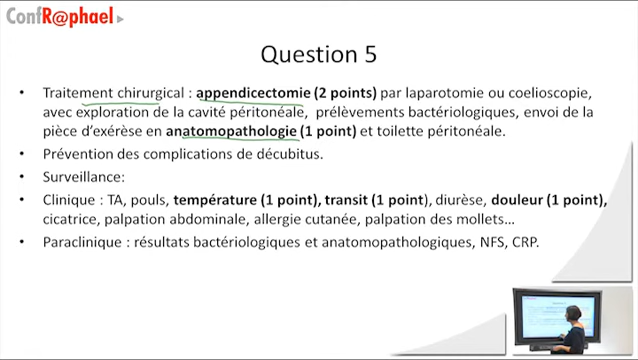 ConfR@phael
Question 5
• Traitement chirurgical : appendicectomie (2 points) par laparotomie ou coelioscopie,
avec exploration de la cavité péritonéale, prélèvements bactériologiques, envoi de la
pièce d’exérèse en anatomopathologie (1 point) et toilette péritonéale.
• Prévention des complications de décubitus.
• Surveillance:
• Clinique : TA, pouls, température (1 point), transit (1 point), diurèse, douleur (1 point),
cicatrice, palpation abdominale, allergie cutanée, palpation des mollets…
• Paraclinique : résultats bactériologiques et anatomopathologiques, NFS, CRP.